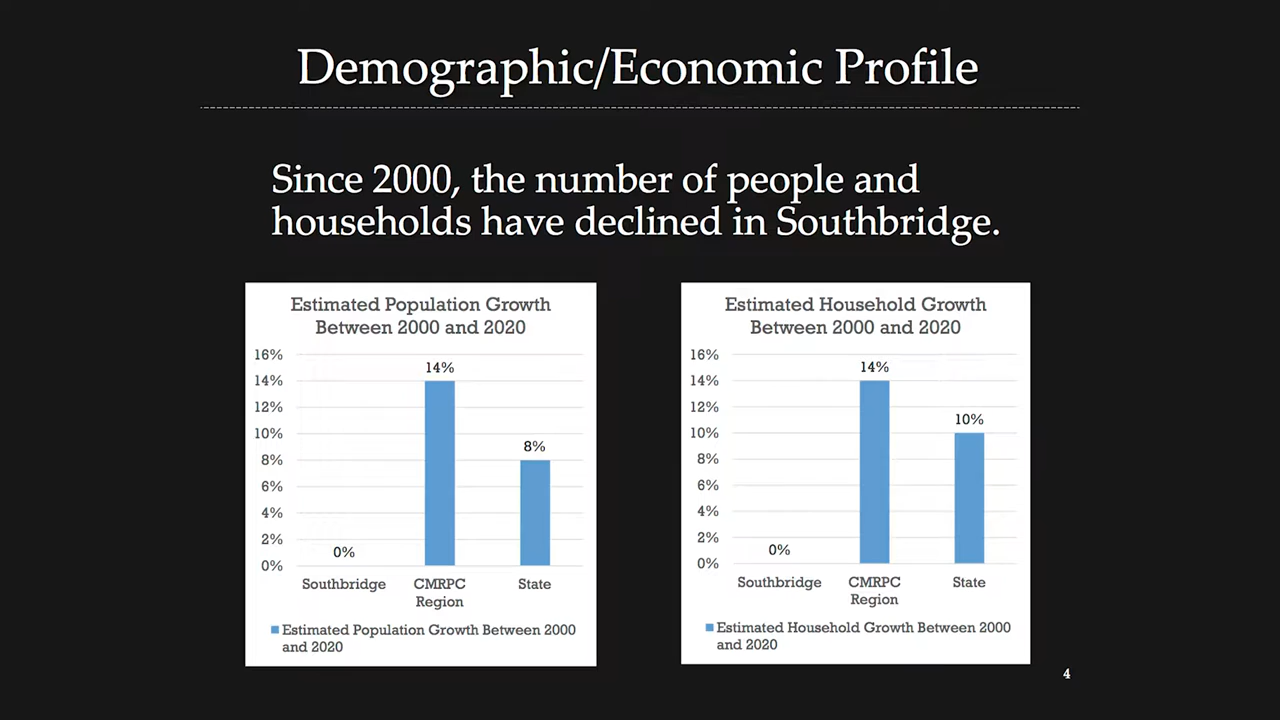 Demographic/Economic Profile
Since 2000, the number of people and
households have declined in Southbridge.
Estimated Population Growth
Between 2000 and 2020
16%
14%
12%
10%
8%
6%
4%
2%
0%
0%
14%
8%
Southbridge
CMRPC
Region
State
Estimated Population Growth Between 2000
and 2020
Estimated Household Growth
Between 2000 and 2020
16%
14%
12%
10%
8%
6%
4%
2%
0%
0%
14%
10%
Southbridge
CMRPC
Region
State
Estimated Household Growth Between 2000
and 2020
4